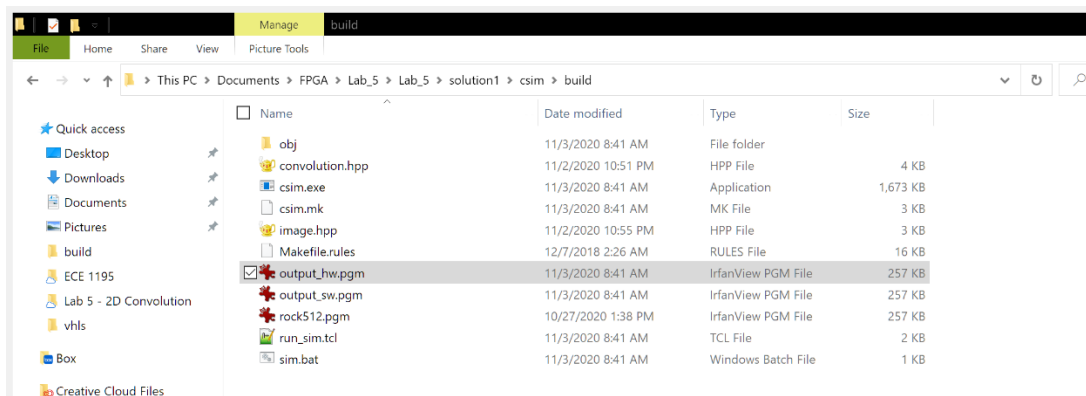 Manage build
File Home Share View Picture Tools
> This PC > Documents > FPGA > Lab_5 > Lab_5 > solution1 > csim > build
Name Date modified Type Size
Quick access
Desktop
Downloads
Documents
Pictures
build
ECE 1195
Lab 5 - 2D Convolution
vhls
Box
Creative Cloud Files
obj 11/3/2020 8:41 AM File folder
convolution.hpp 11/2/2020 10:51 PM HPP File 4 KB
csim.exe 11/3/2020 8:41 AM Application 1,673 KB
csim.mk 11/3/2020 8:41 AM MK File 3 KB
image.hpp 11/2/2020 10:55 PM HPP File 3 KB
Makefile.rules 12/7/2018 2:26 AM RULES File 16 KB
output_hw.pgm 11/3/2020 8:41 AM IrfanView PGM File 257 KB
output_sw.pgm 11/3/2020 8:41 AM IrfanView PGM File 257 KB
rock512.pgm 10/27/2020 1:38 PM IrfanView PGM File 257 KB
run_sim.tcl 11/3/2020 8:41 AM TCL File 2 KB
sim.bat 11/3/2020 8:41 AM Windows Batch File 1 KB